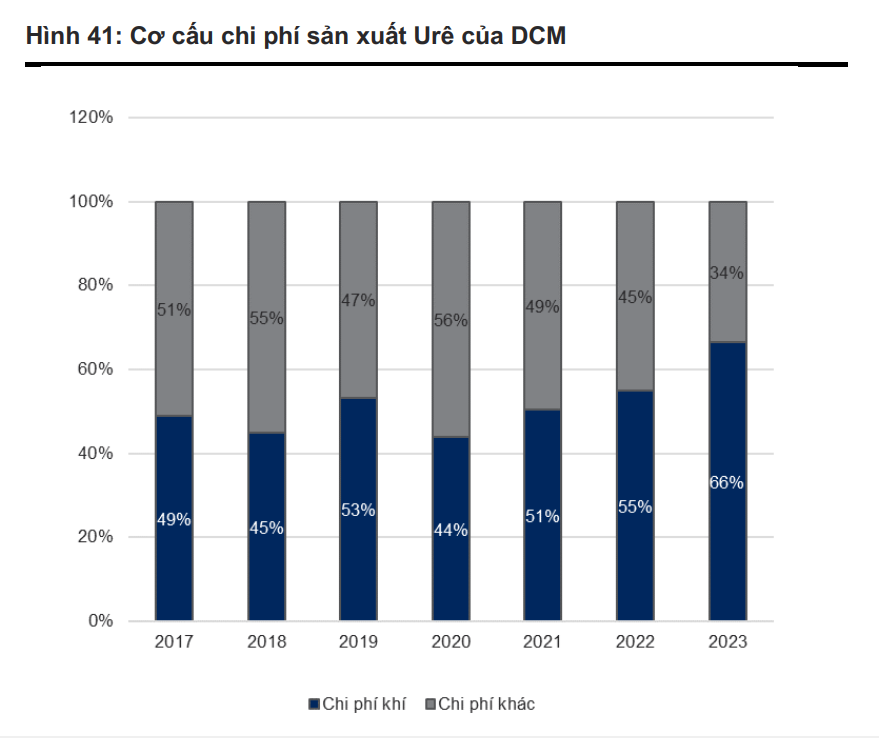 Hình 41: Cơ cấu chi phí sản xuất Urê của DCM
120%
100%
80%
60%
40%
20%
0%
51% 55% 47% 56% 49% 45% 34%
49% 45% 53% 44% 51% 55% 66%
2017 2018 2019 2020 2021 2022 2023
Chi phí khí Chi phí khác